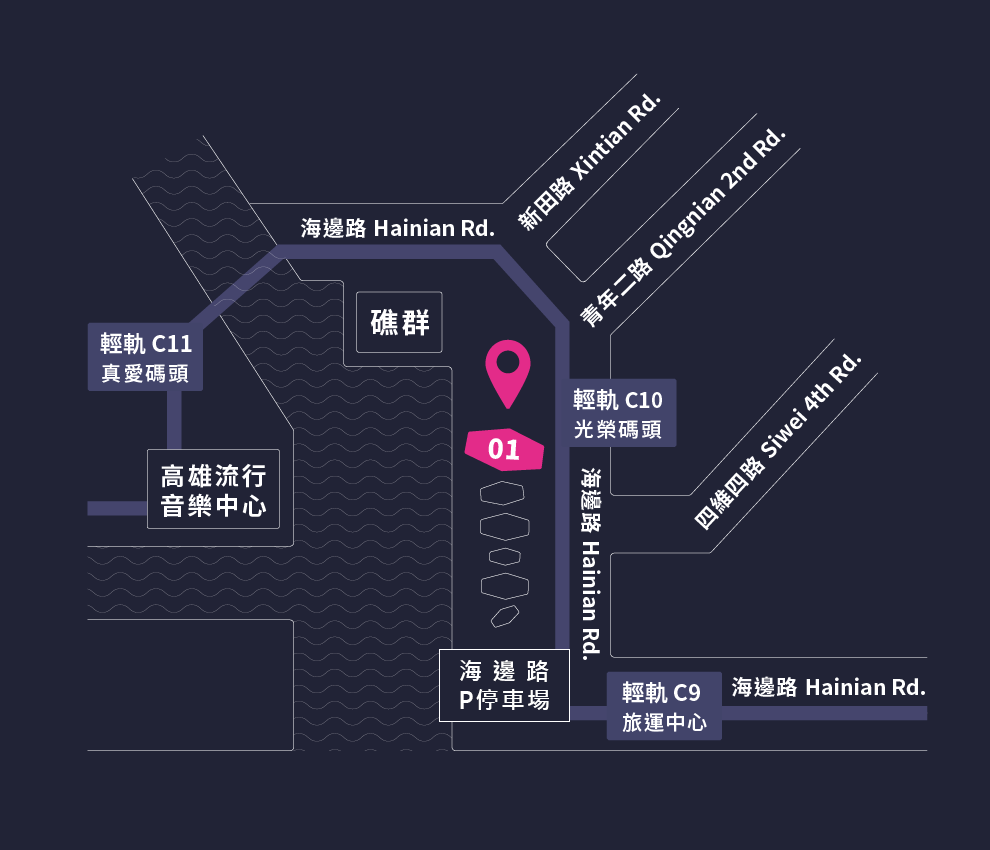 新田路 Xintian Rd.
青年二路 Qingnian 2nd Rd.
海邊路 Hainian Rd.
礁群
輕軌 C11
真愛碼頭
輕軌 C10
光榮碼頭
四維四路 Siwei 4th Rd.
01
高雄流行
音樂中心
海邊路 Hainian Rd.
海邊路
P停車場
輕軌 C9
旅運中心
海邊路 Hainian Rd.